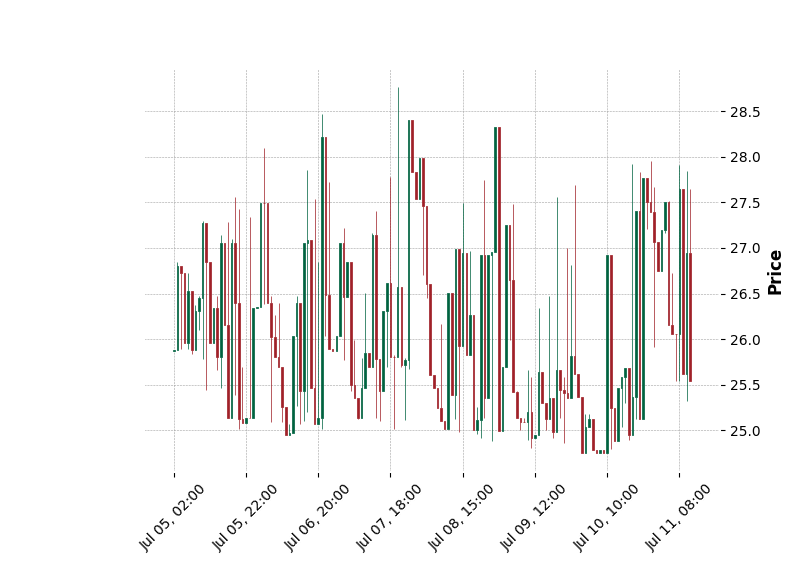 28.5
28.0
27.5
27.0
26.5
26.0
25.5
25.0
Price
Jul 05, 02:00
Jul 05, 22:00
Jul 06, 20:00
Jul 07, 18:00
Jul 08, 15:00
Jul 09, 12:00
Jul 10, 10:00
Jul 11, 08:00